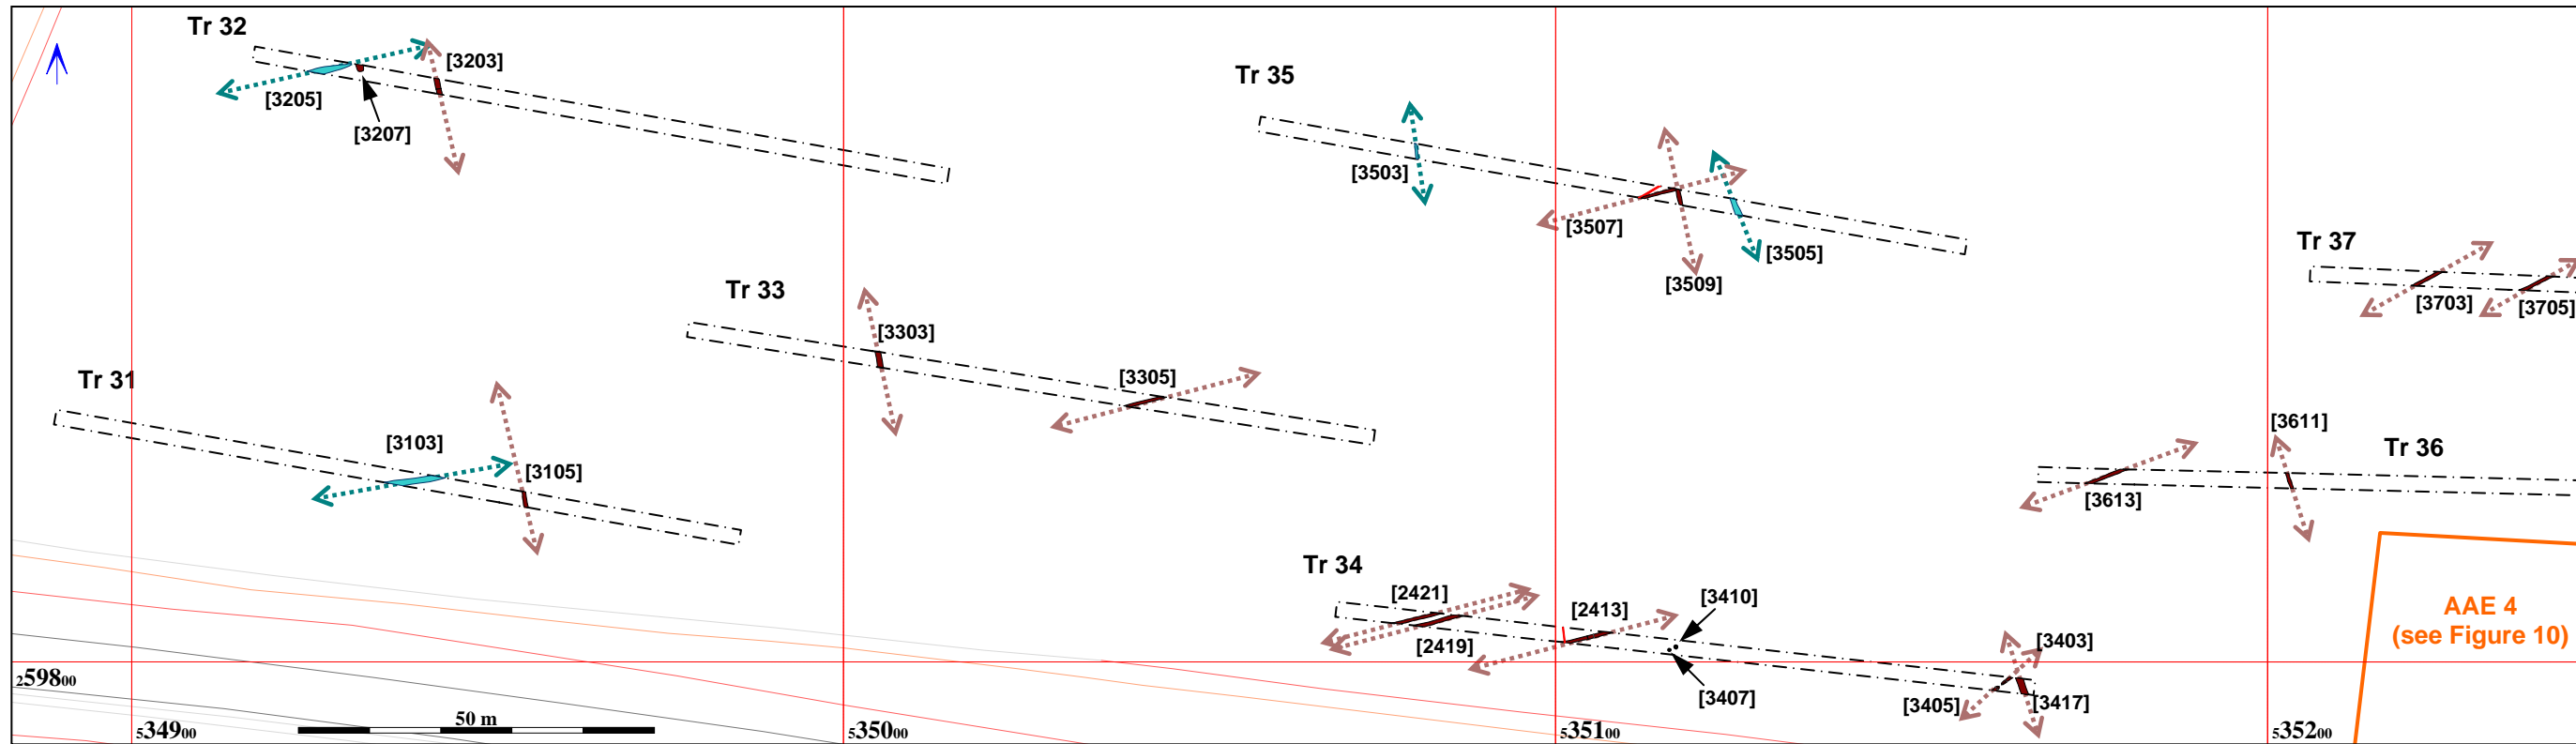 Tr 32
[3203]
[3205]
[3207]
Tr 35
[3503]
[3507]
[3505]
[3509]
Tr 37
[3703]
[3705]
Tr 33
[3303]
[3305]
Tr 31
[3103]
[3105]
[3611]
Tr 36
[3613]
Tr 34
[2421]
[2413]
[3410]
[2419]
[3403]
[3407]
[3405]
[3417]
AAE 4
(see Figure 10)
259800
50 m
534900
535000
535100
535200